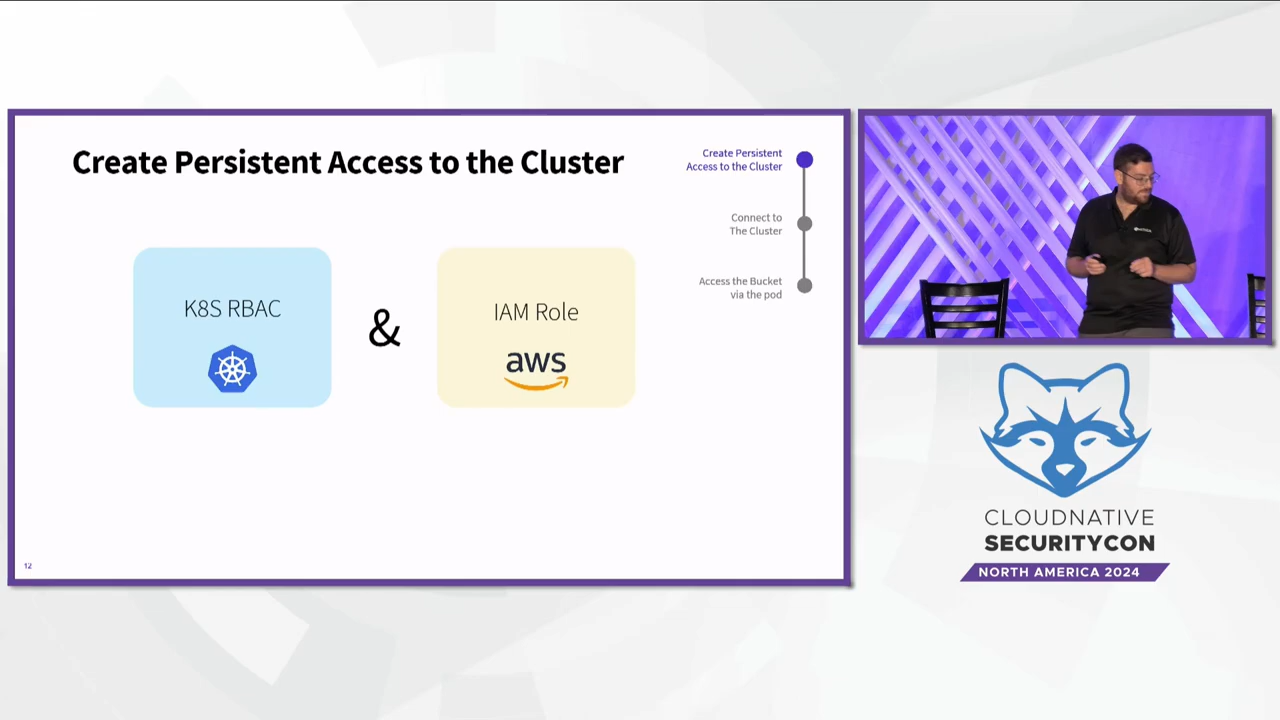 Create Persistent Access to the Cluster
Create Persistent
Access to the Cluster
Connect to
The Cluster
Access the Bucket
via the pod
K8S RBAC
&
IAM Role
aws
12
CLOUDNATIVE
SECURITYCON
NORTH AMERICA 2024